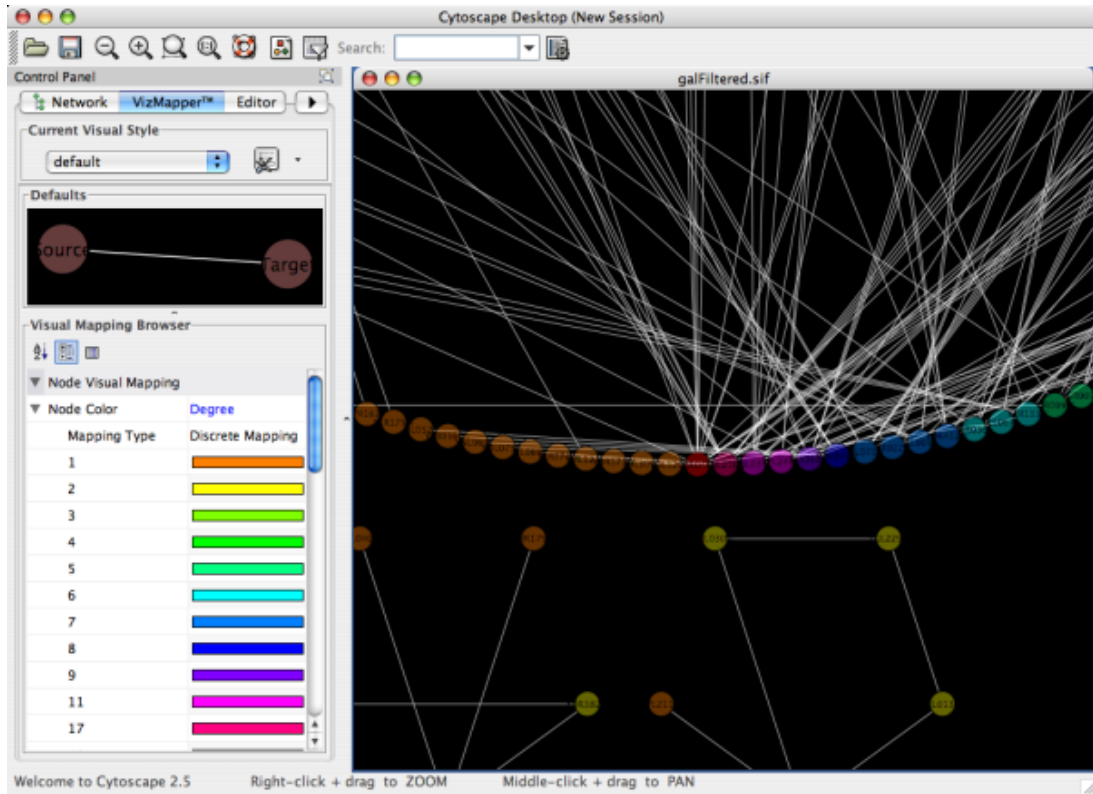 Cytoscape Desktop (New Session)
Search:
Control Panel
Network VizMapper™ Editor
Current Visual Style
default
Defaults
Source Target
Visual Mapping Browser
Node Visual Mapping
Node Color Degree
Mapping Type Discrete Mapping
1
2
3
4
5
6
7
8
9
11
17
galFiltered.sif
Welcome to Cytoscape 2.5 Right-click + drag to ZOOM Middle-click + drag to PAN